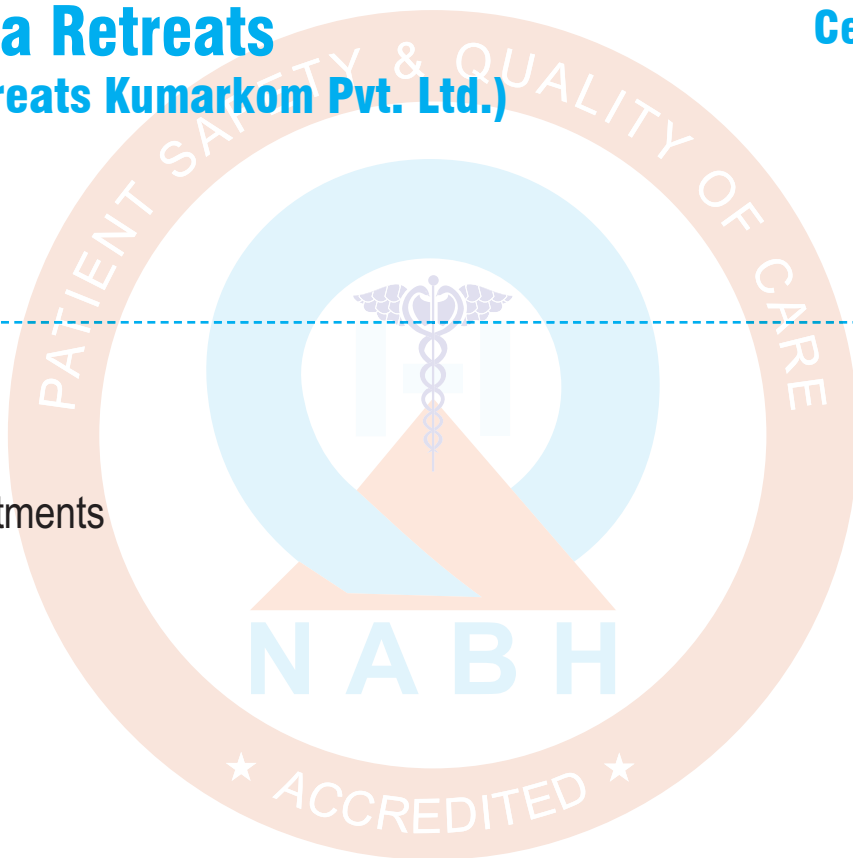 a Retreats
Ce
reats Kumarkom Pvt. Ltd.)
PATIENT SAFETY & QUALITY OF CARE
tments
NABH
ACCREDITED